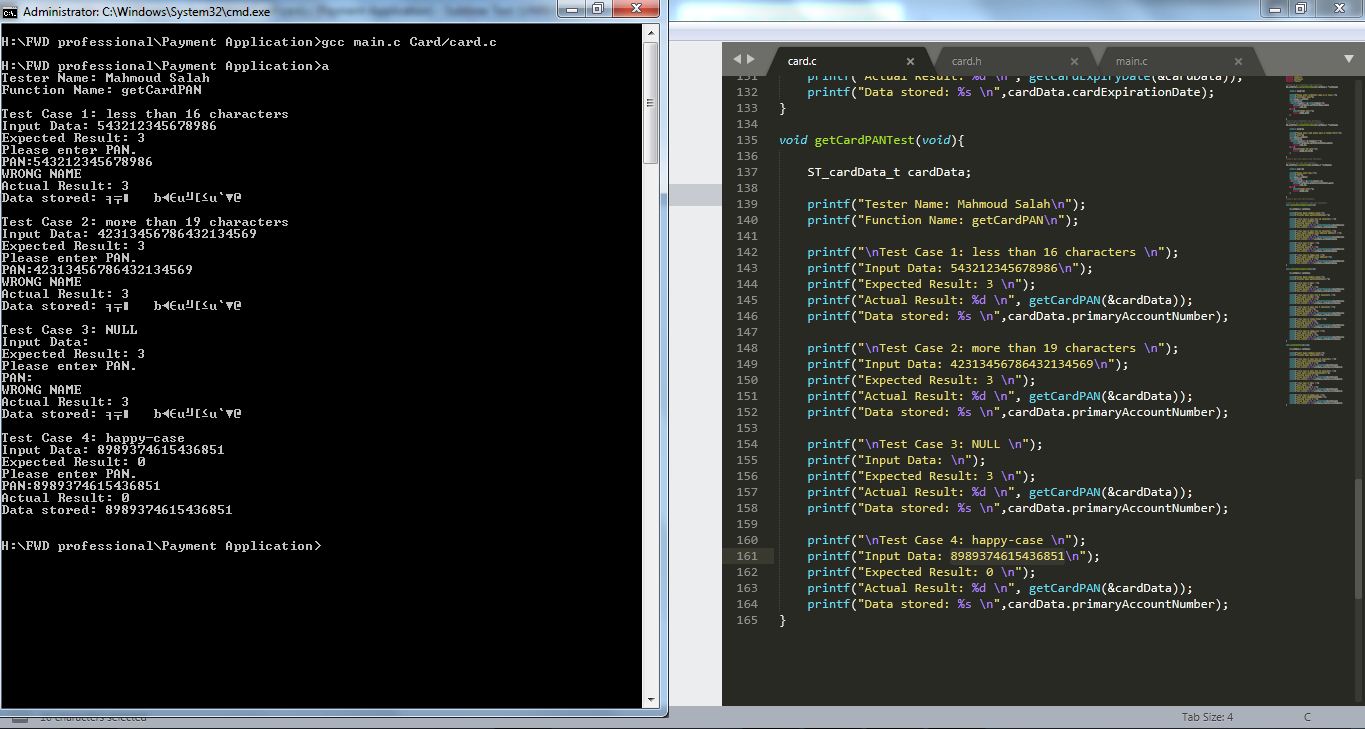 Administrator: C:\Windows\System32\cmd.exe
H:\FWD professional\Payment Application>gcc main.c Card/card.c
H:\FWD professional\Payment Application>a
Tester Name: Mahmoud Salah
Function Name: getCardPAN
Test Case 1: less than 16 characters
Input Data: 543212345678986
Expected Result: 3
Please enter PAN.
PAN:543212345678986
WRONG NAME
Actual Result: 3
Data stored:
Test Case 2: more than 19 characters
Input Data: 42313456786432134569
Expected Result: 3
Please enter PAN.
PAN:42313456786432134569
WRONG NAME
Actual Result: 3
Data stored:
Test Case 3: NULL
Input Data:
Expected Result: 3
Please enter PAN.
PAN:
WRONG NAME
Actual Result: 3
Data stored:
Test Case 4: happy-case
Input Data: 8989374615436851
Expected Result: 0
Please enter PAN.
PAN:8989374615436851
Actual Result: 0
Data stored: 8989374615436851
H:\FWD professional\Payment Application>
card.c
card.h
main.c
131 printf("Actual Result: %d \n", getCardExpiryDate(&cardData));
132 printf("Data stored: %s \n",cardData.cardExpirationDate);
133 }
134
135 void getCardPANTest(void){
136
137 ST_cardData_t cardData;
138
139 printf("Tester Name: Mahmoud Salah\n");
140 printf("Function Name: getCardPAN\n");
141
142 printf("\nTest Case 1: less than 16 characters \n");
143 printf("Input Data: 543212345678986\n");
144 printf("Expected Result: 3 \n");
145 printf("Actual Result: %d \n", getCardPAN(&cardData));
146 printf("Data stored: %s \n",cardData.primaryAccountNumber);
147
148 printf("\nTest Case 2: more than 19 characters \n");
149 printf("Input Data: 42313456786432134569\n");
150 printf("Expected Result: 3 \n");
151 printf("Actual Result: %d \n", getCardPAN(&cardData));
152 printf("Data stored: %s \n",cardData.primaryAccountNumber);
153
154 printf("\nTest Case 3: NULL \n");
155 printf("Input Data: \n");
156 printf("Expected Result: 3 \n");
157 printf("Actual Result: %d \n", getCardPAN(&cardData));
158 printf("Data stored: %s \n",cardData.primaryAccountNumber);
159
160 printf("\nTest Case 4: happy-case \n");
161 printf("Input Data: 8989374615436851\n");
162 printf("Expected Result: 0 \n");
163 printf("Actual Result: %d \n", getCardPAN(&cardData));
164 printf("Data stored: %s \n",cardData.primaryAccountNumber);
165 }
16 characters selected
Tab Size: 4
C